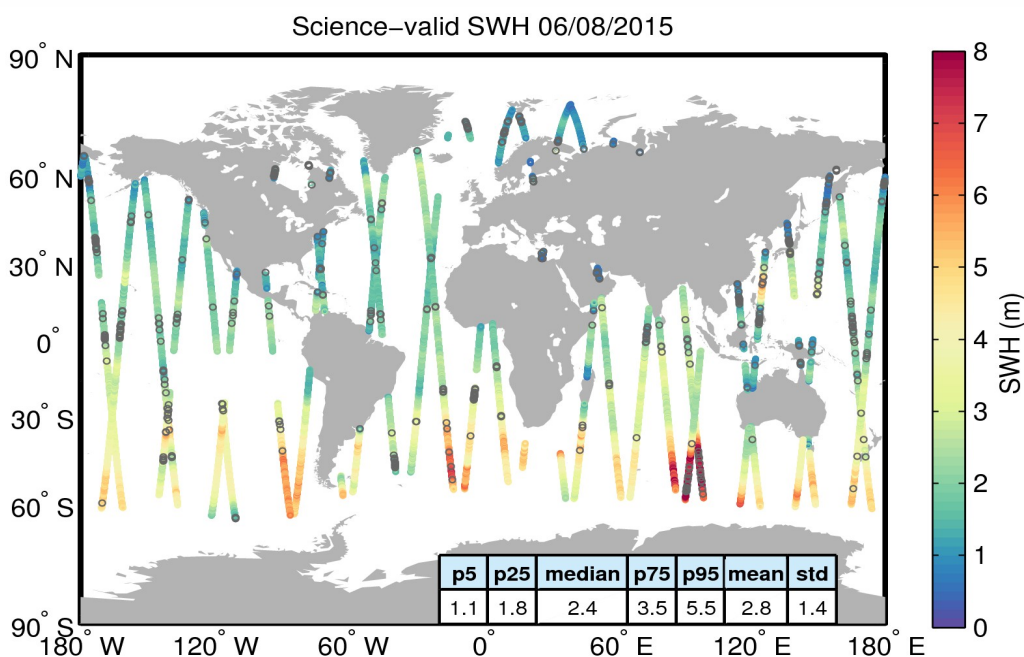 Science−valid SWH 06/08/2015
90° N
60° N
30° N
0°
30° S
60° S
90° S
180° W
120° W
60° W
0°
60° E
120° E
180° E
p5 p25 median p75 p95 mean std
1.1 1.8 2.4 3.5 5.5 2.8 1.4
8
7
6
5
4
3
2
1
0
SWH (m)